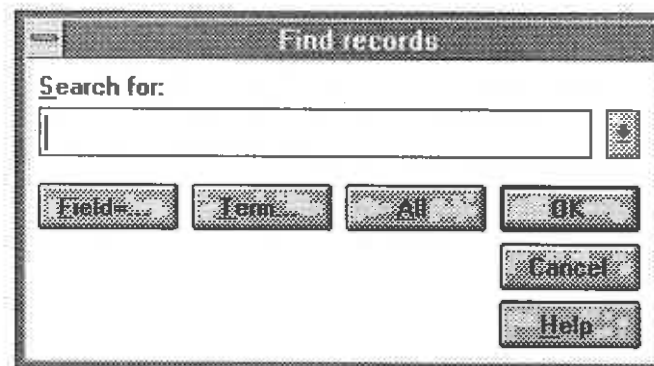 Find records
Search for:
Field=... Term... All OK
Cancel
Help